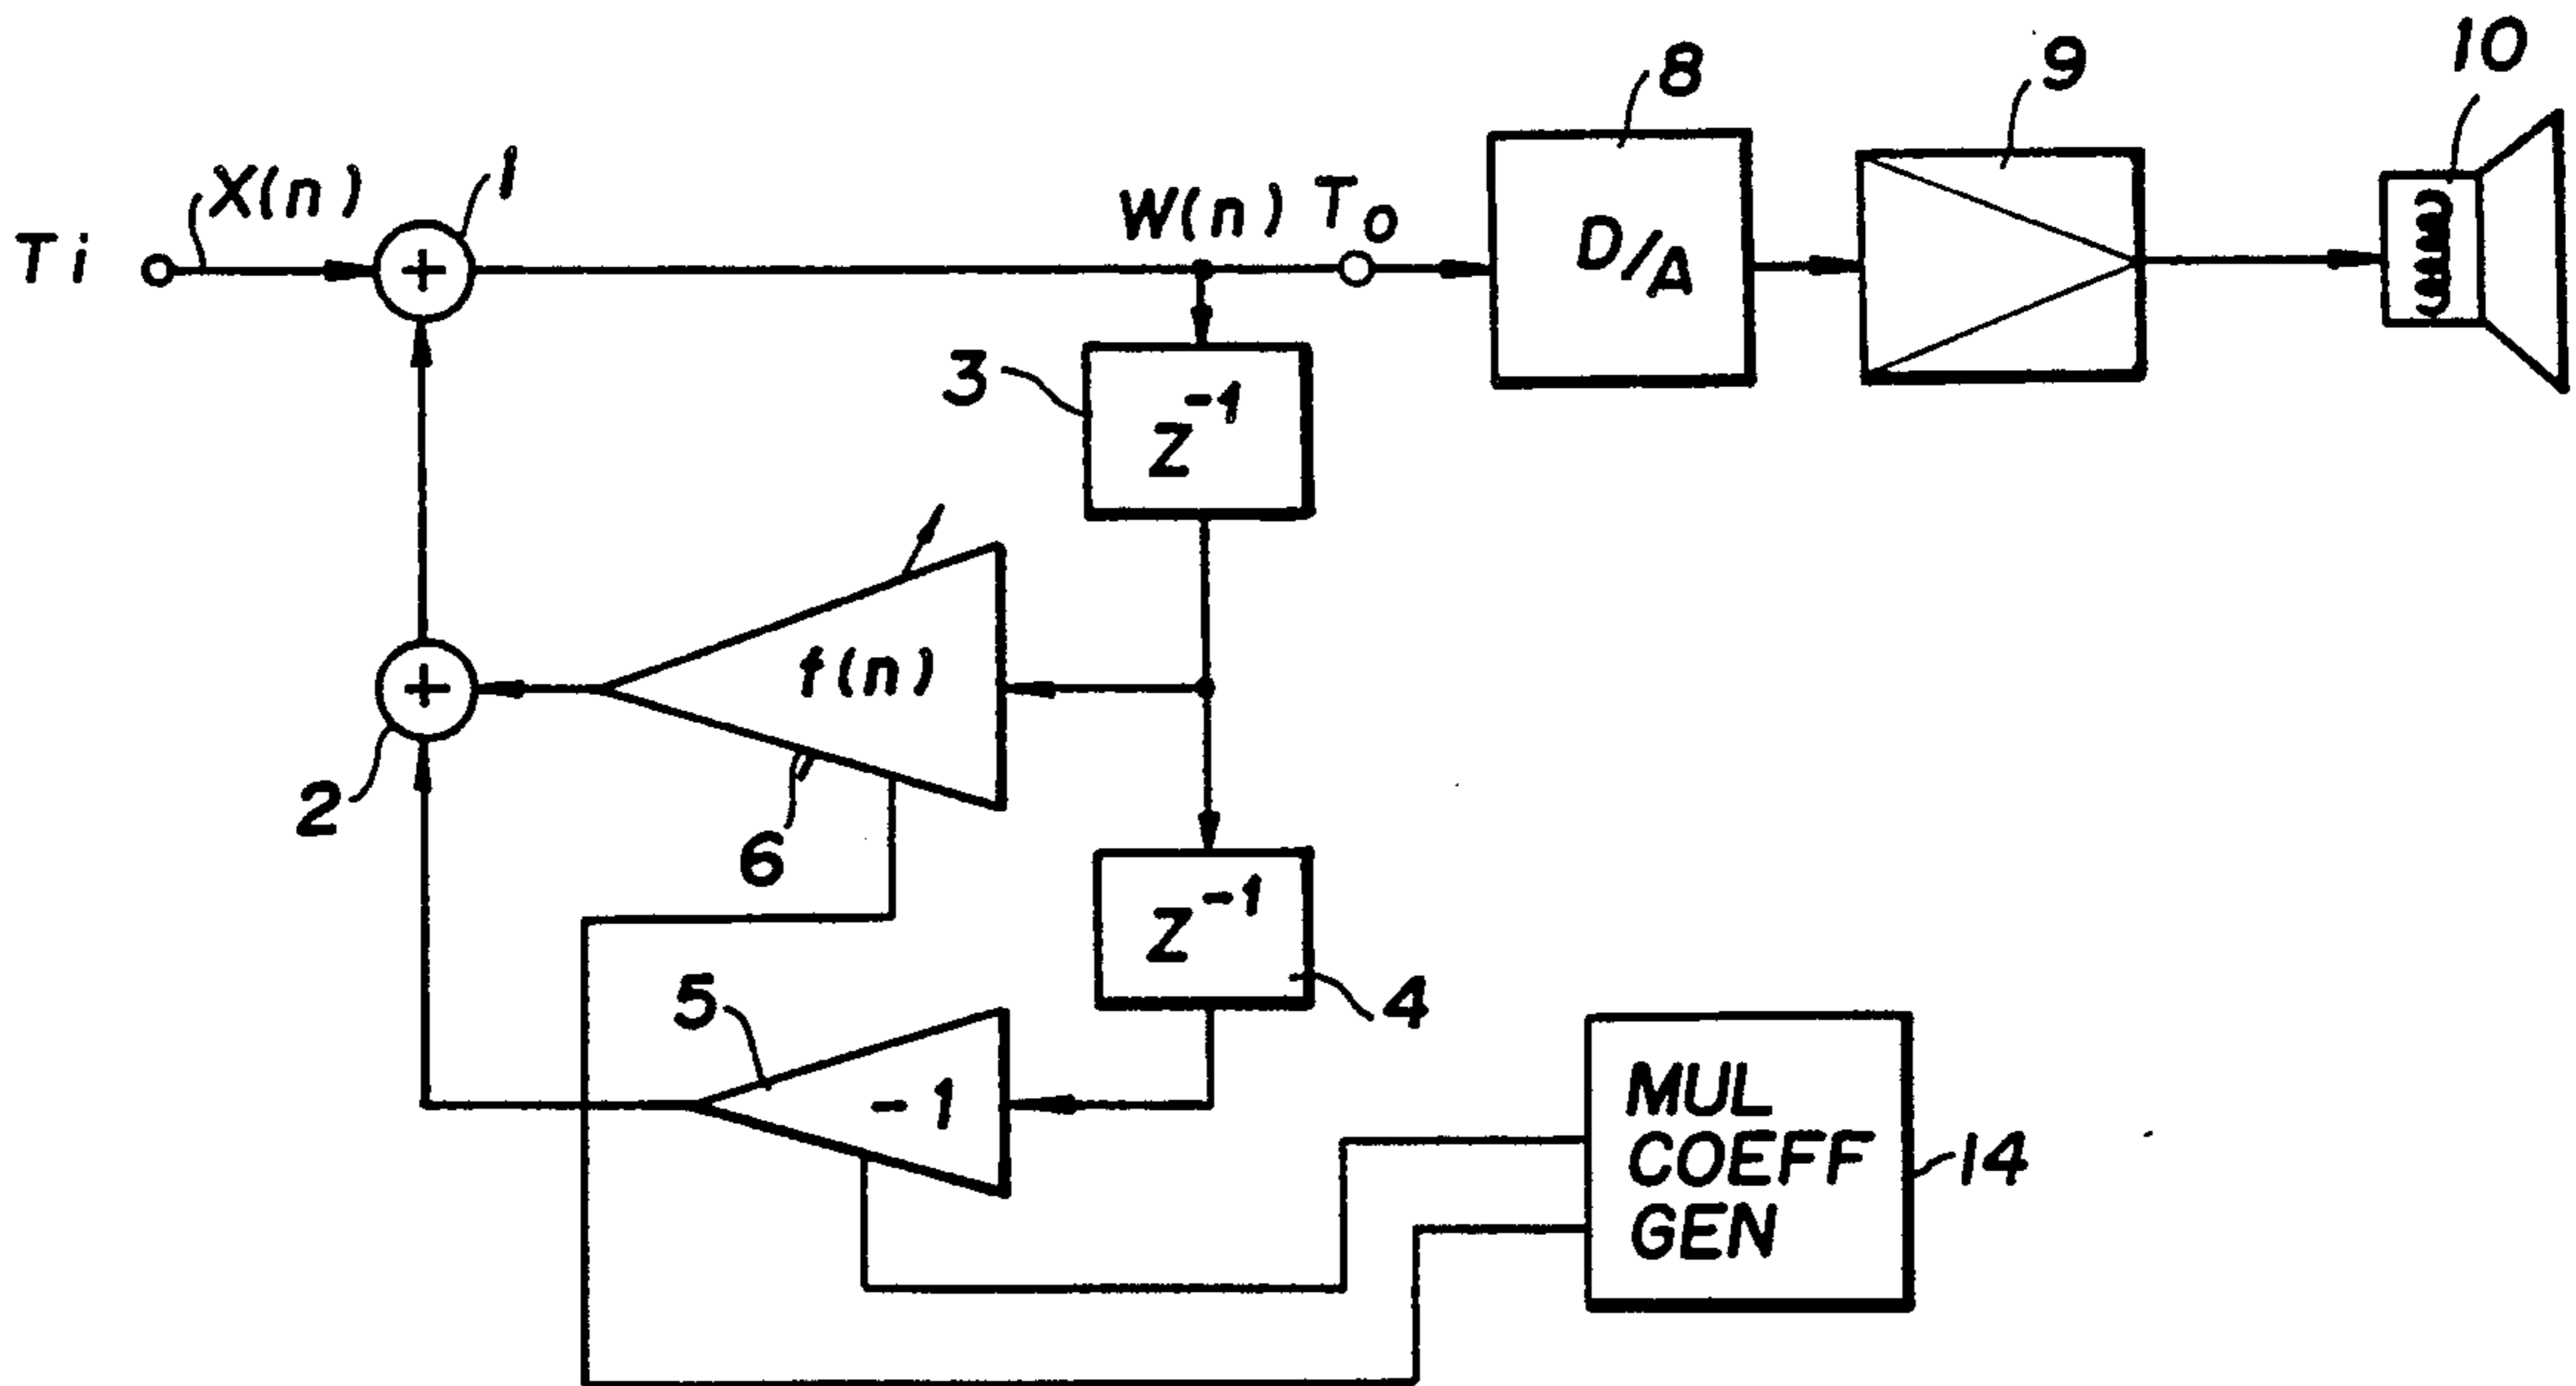 10
8
9
X(n)
1
Ti
+
W(n)
To
D/A
3
z⁻¹
f(n)
+
2
6
z⁻¹
5
4
-1
MUL
COEFF
GEN
14